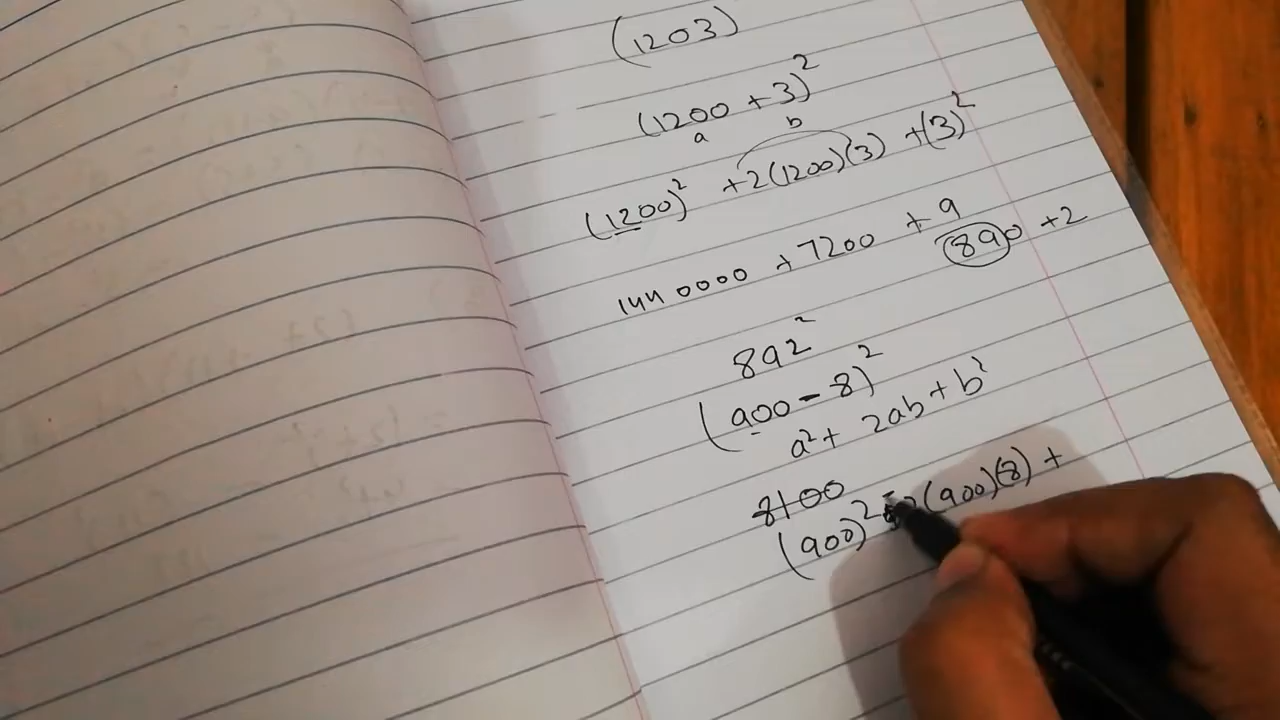 (1203)
(1200 + 3)²
a b
(1200)² + 2(1200)(3) + (3)²
1440000 + 7200 + 9
890 + 2
892²
(900 - 8)²
a² + 2ab + b²
8100
(900)² - 2(900)(8) +